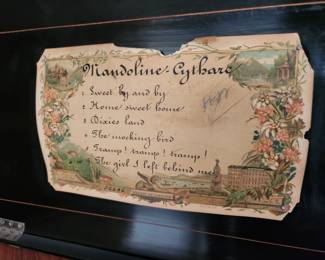 Mandoline-Cythare
1 Sweet by and by
2 Home sweet home
3 Dixies land
4 The mocking bird
5 Tramp! tramp! tramp!
6 The girl I left behind me